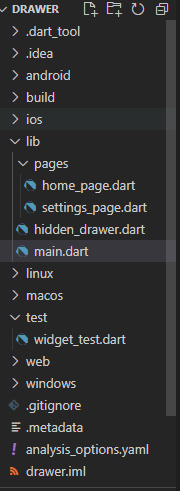 DRAWER
.dart_tool
.idea
android
build
ios
lib
pages
home_page.dart
settings_page.dart
hidden_drawer.dart
main.dart
linux
macos
test
widget_test.dart
web
windows
.gitignore
.metadata
analysis_options.yaml
drawer.iml